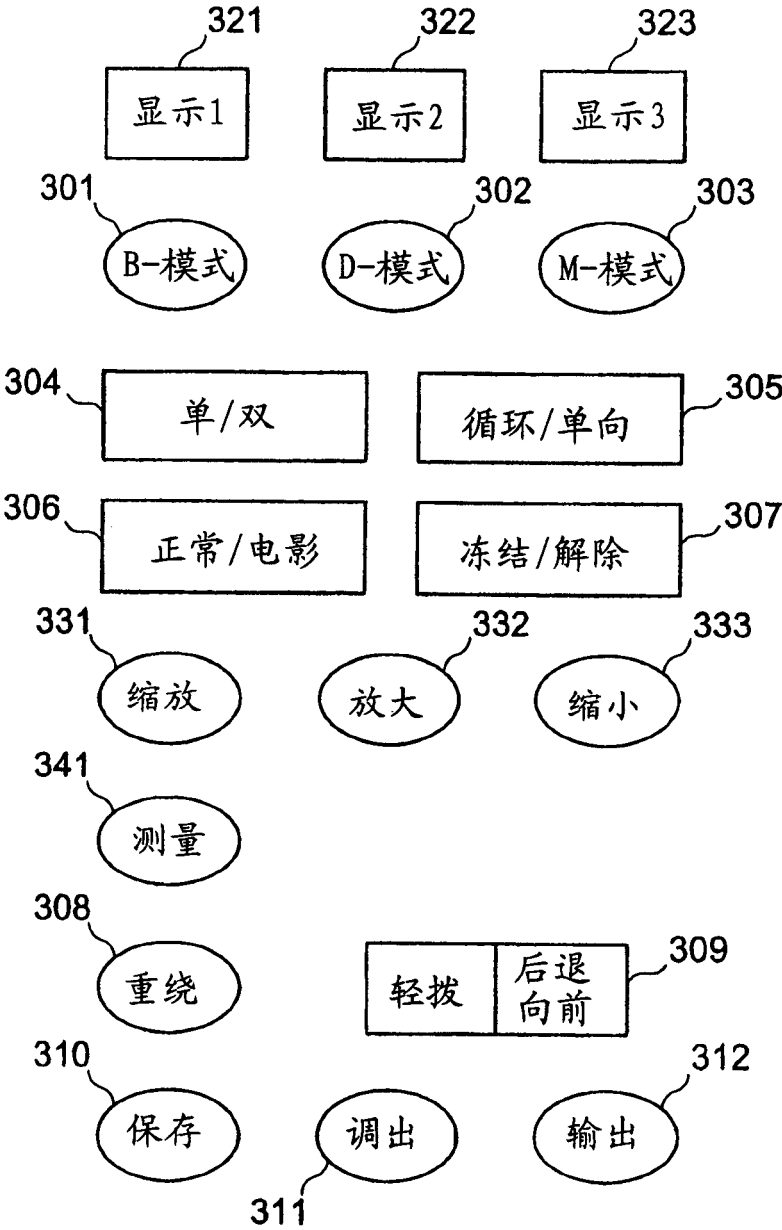 321 322 323
显示1 显示2 显示3
301 302 303
B-模式 D-模式 M-模式
304 单/双 循环/单向 305
306 正常/电影 冻结/解除 307
331 332 333
缩放 放大 缩小
341
测量
308
重绕 轻拨 后退 309
向前
310 312
保存 调出 输出
311